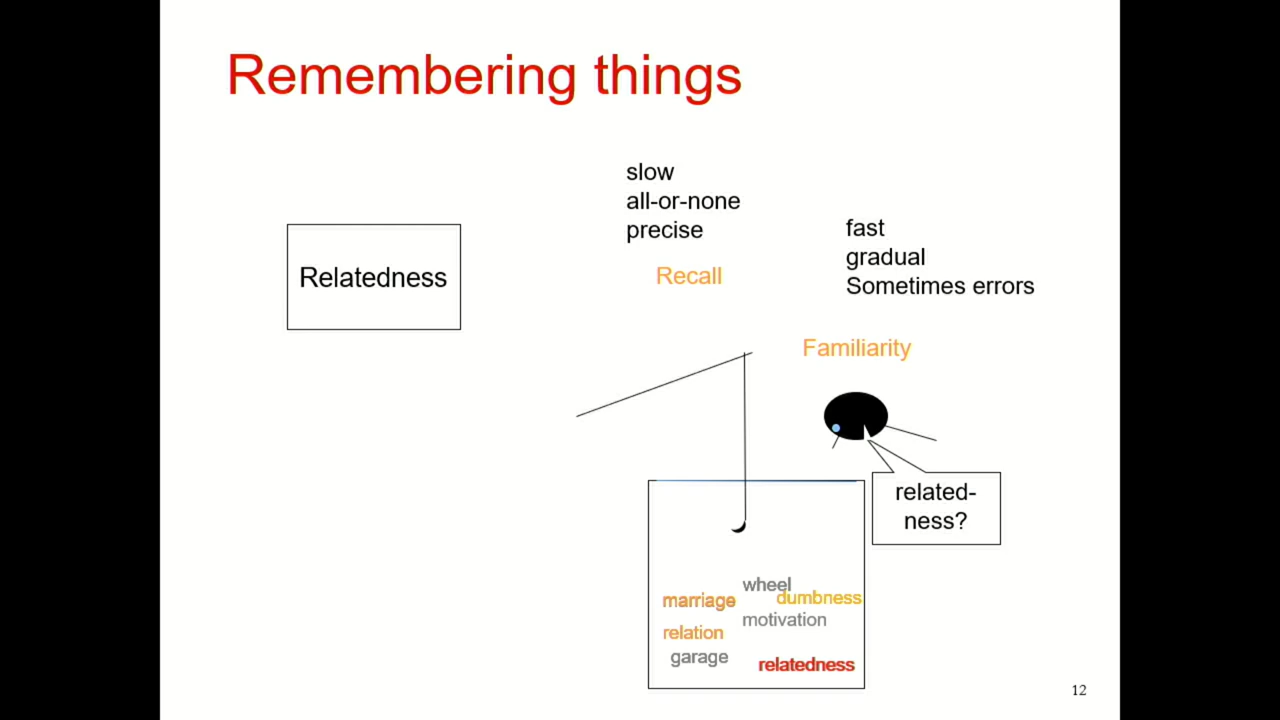 Remembering things
slow
all-or-none
precise
Recall
fast
gradual
Sometimes errors
Relatedness
Familiarity
related-
ness?
wheel
marriage
dumbness
motivation
relation
garage
relatedness
12